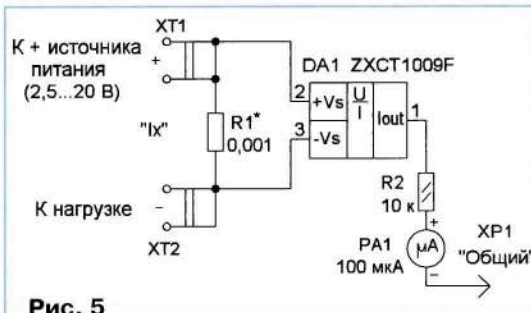 XT1
К + источника
питания
(2,5...20 В)
+
"Ix"
R1*
0,001
К нагрузке
−
XT2
DA1 ZXCT1009F
2
+Vs
U
I
Iout
1
3
-Vs
R2
10 к
+
PA1
100 мкА
μA
−
XP1
"Общий"
Рис. 5